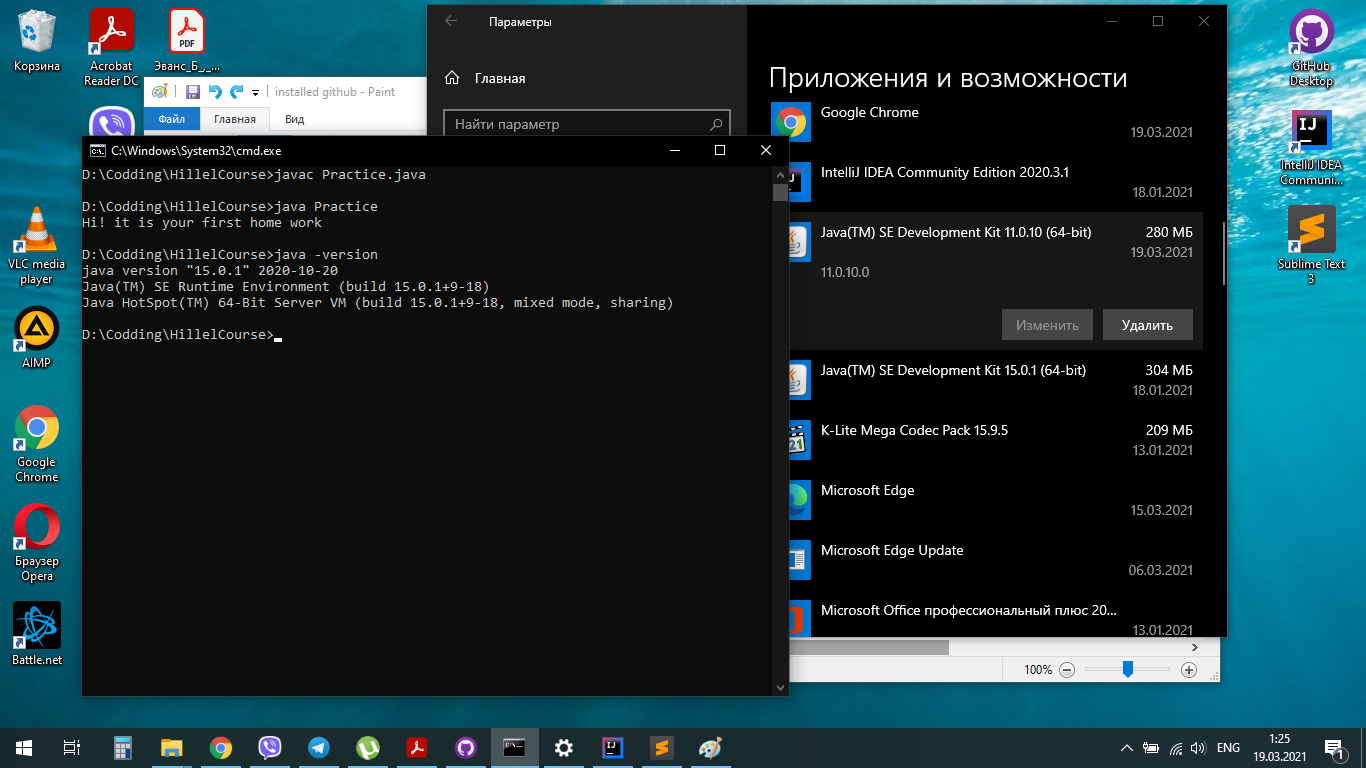 Корзина
Acrobat
Reader DC
PDF
Эванс_Б_,_...
VLC media
player
AIMP
Google
Chrome
Браузер
Opera
Battle.net
installed github - Paint
Файл
Главная
Вид
Параметры
Главная
Найти параметр
C:\Windows\System32\cmd.exe
D:\Codding\HillelCourse>javac Practice.java
D:\Codding\HillelCourse>java Practice
Hi! it is your first home work
D:\Codding\HillelCourse>java -version
java version "15.0.1" 2020-10-20
Java(TM) SE Runtime Environment (build 15.0.1+9-18)
Java HotSpot(TM) 64-Bit Server VM (build 15.0.1+9-18, mixed mode, sharing)
D:\Codding\HillelCourse>
Приложения и возможности
Google Chrome
19.03.2021
IntelliJ IDEA Community Edition 2020.3.1
18.01.2021
Java(TM) SE Development Kit 11.0.10 (64-bit)
280 МБ
19.03.2021
11.0.10.0
Изменить
Удалить
Java(TM) SE Development Kit 15.0.1 (64-bit)
304 МБ
18.01.2021
K-Lite Mega Codec Pack 15.9.5
209 МБ
13.01.2021
Microsoft Edge
15.03.2021
Microsoft Edge Update
06.03.2021
Microsoft Office профессиональный плюс 20...
13.01.2021
100%
GitHub
Desktop
IJ
IntelliJ IDEA
Communi...
Sublime Text
3
IJ
ENG
1:25
19.03.2021
1